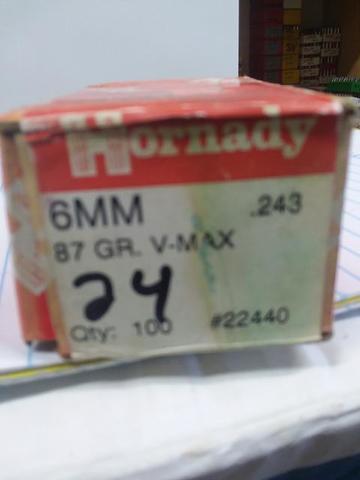 Hornady
6MM .243
87 GR. V-MAX
24
Qty: 100 #22440